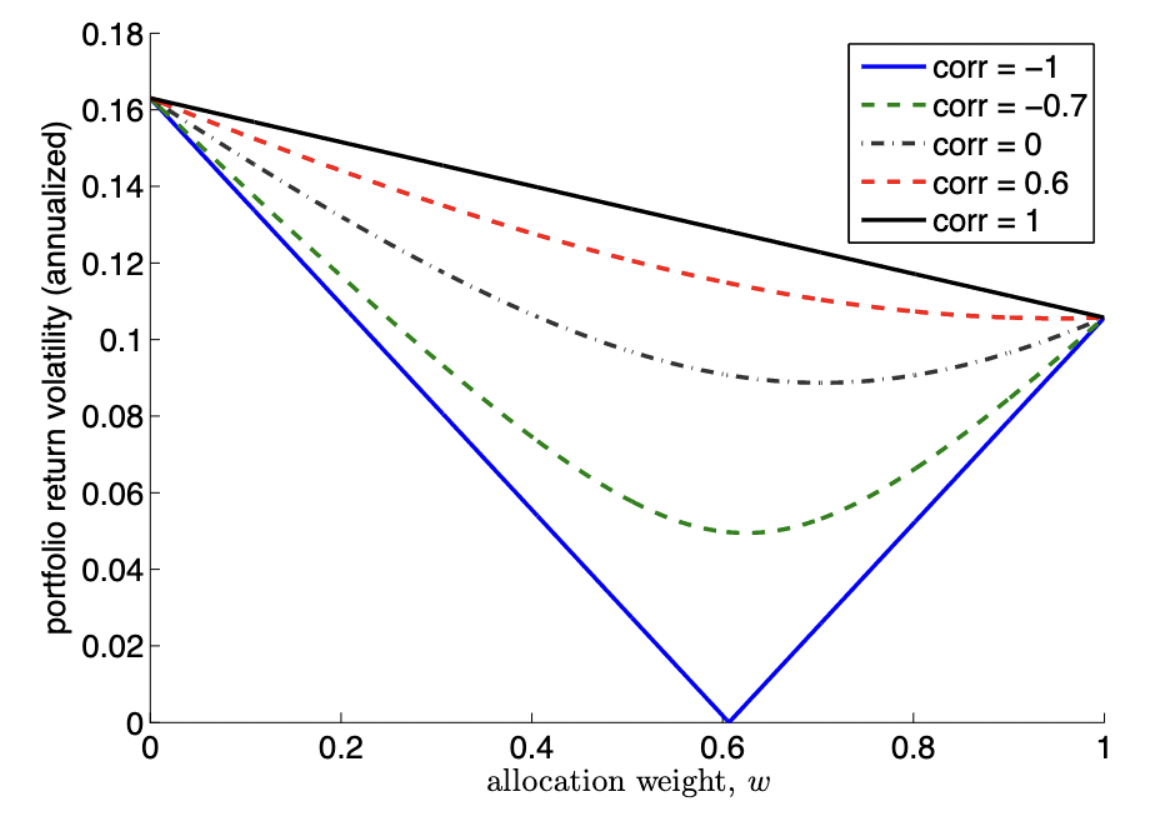 0.18
0.16
0.14
0.12
0.1
0.08
0.06
0.04
0.02
0
portfolio return volatility (annualized)
corr = −1
corr = −0.7
corr = 0
corr = 0.6
corr = 1
0 0.2 0.4 0.6 0.8 1
allocation weight, w